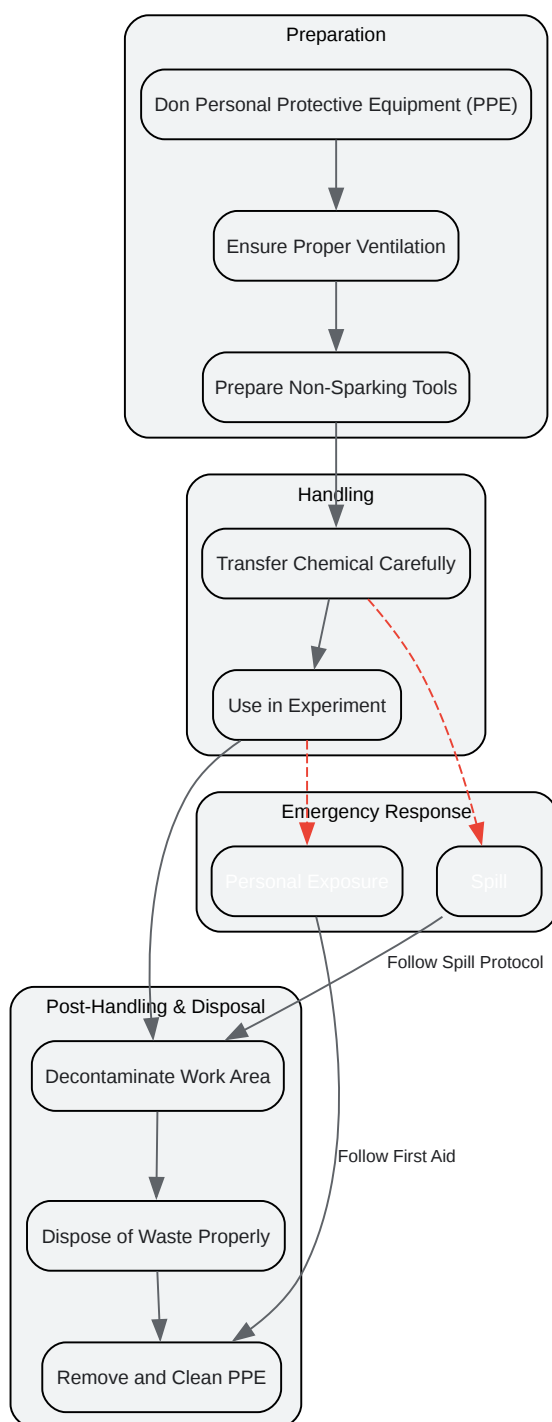 Preparation
Don Personal Protective Equipment (PPE)
Ensure Proper Ventilation
Prepare Non-Sparking Tools
Handling
Transfer Chemical Carefully
Use in Experiment
Emergency Response
Personal Exposure
Spill
Follow Spill Protocol
Post-Handling & Disposal
Decontaminate Work Area
Follow First Aid
Dispose of Waste Properly
Remove and Clean PPE